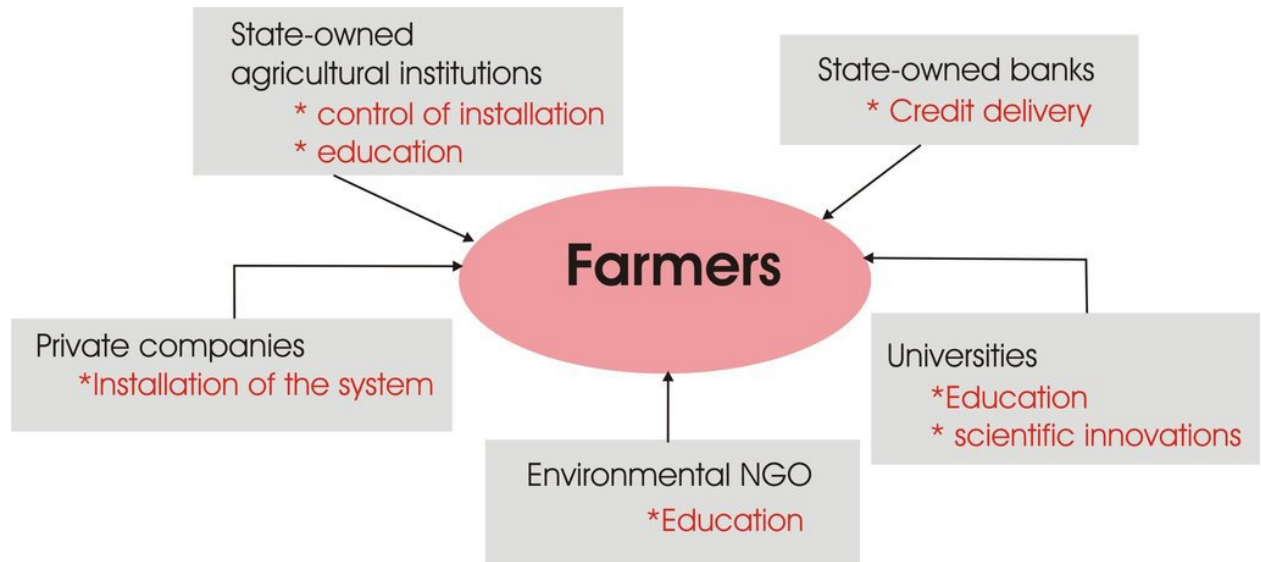 State-owned
agricultural institutions
* control of installation
* education
State-owned banks
* Credit delivery
Farmers
Private companies
*Installation of the system
Universities
*Education
* scientific innovations
Environmental NGO
*Education